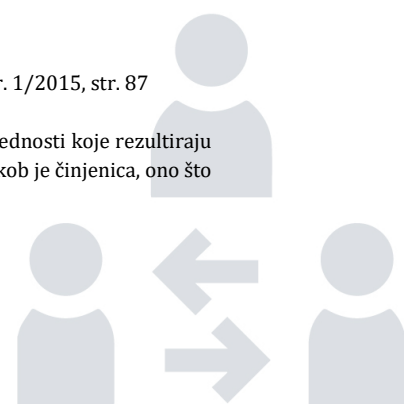 r. 1/2015, str. 87
ednosti koje rezultiraju
kob je činjenica, ono što